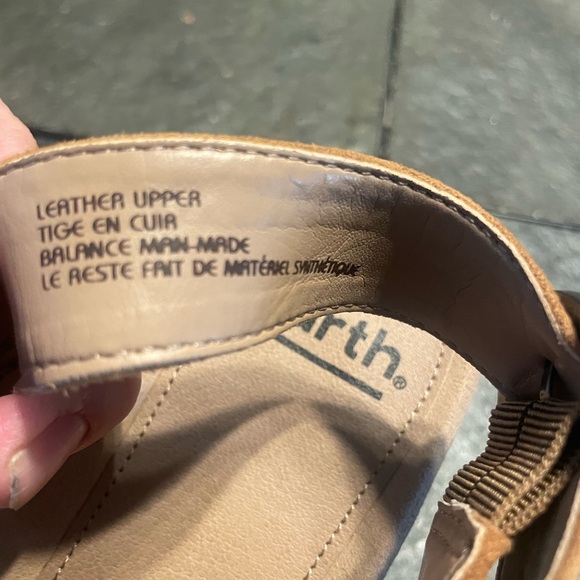 LEATHER UPPER
TIGE EN CUIR
BALANCE MAN-MADE
LE RESTE FAIT DE MATÉRIEL SYNTHÉTIQUE
arth®